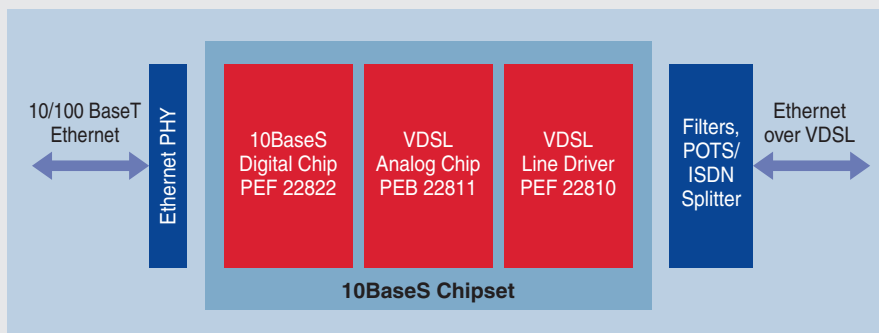 10/100 BaseT
Ethernet
Ethernet PHY
10BaseS
Digital Chip
PEF 22822
VDSL
Analog Chip
PEB 22811
VDSL
Line Driver
PEF 22810
Filters,
POTS/
ISDN
Splitter
Ethernet
over VDSL
10BaseS Chipset